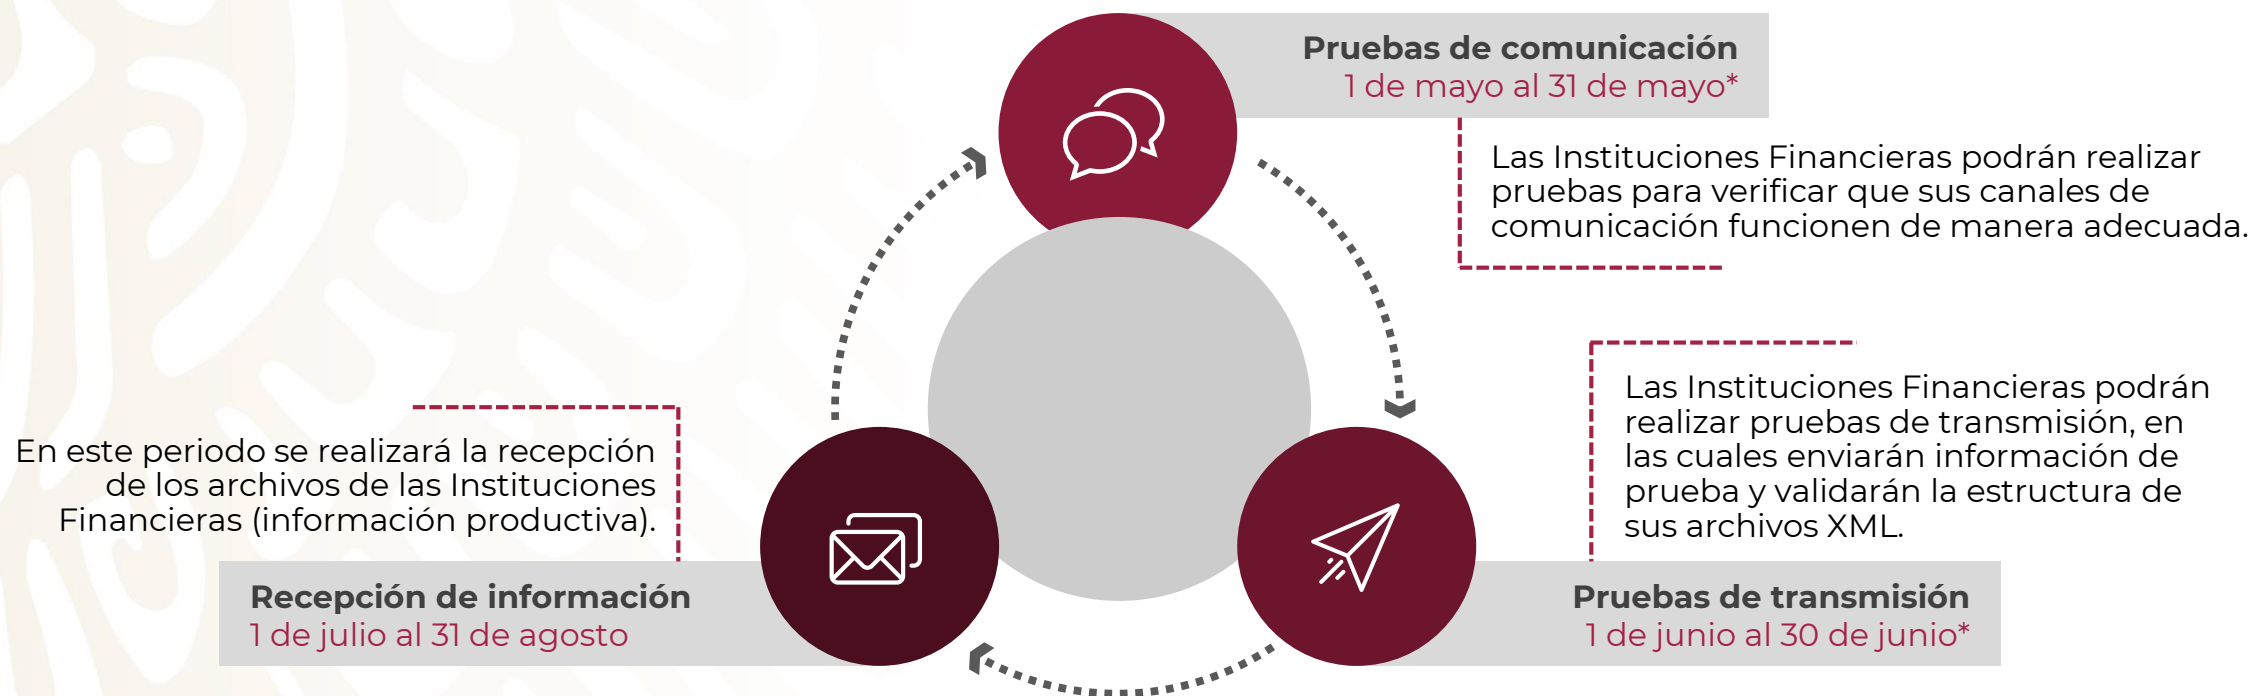 Pruebas de comunicación
1 de mayo al 31 de mayo*
Las Instituciones Financieras podrán realizar
pruebas para verificar que sus canales de
comunicación funcionen de manera adecuada.
Las Instituciones Financieras podrán
realizar pruebas de transmisión, en
las cuales enviarán información de
prueba y validarán la estructura de
sus archivos XML.
Pruebas de transmisión
1 de junio al 30 de junio*
En este periodo se realizará la recepción
de los archivos de las Instituciones
Financieras (información productiva).
Recepción de información
1 de julio al 31 de agosto